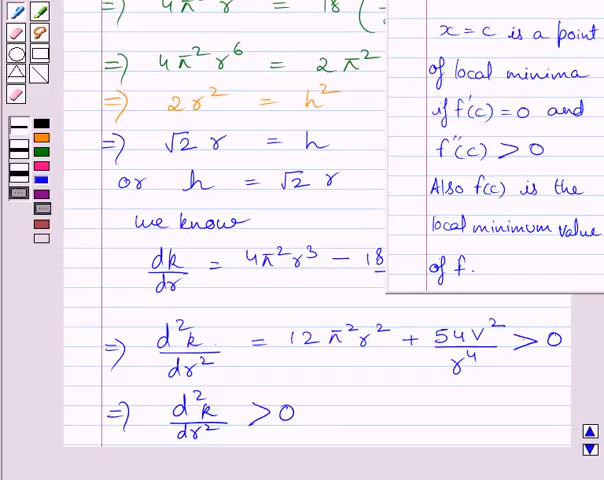 ⇒ 4π²r = 18 (
⇒ 4π²r⁶ = 2π²
⇒ 2r² = h²
⇒ √2 r = h
or h = √2 r
we know
dk/dr = 4π²r³ − 18
⇒ d²k/dr² = 12π²r² + 54V²/r⁴ > 0
⇒ d²k/dr² > 0
x = c is a point
of local minima
if f'(c) = 0 and
f''(c) > 0
Also f(c) is the
local minimum value
of f.